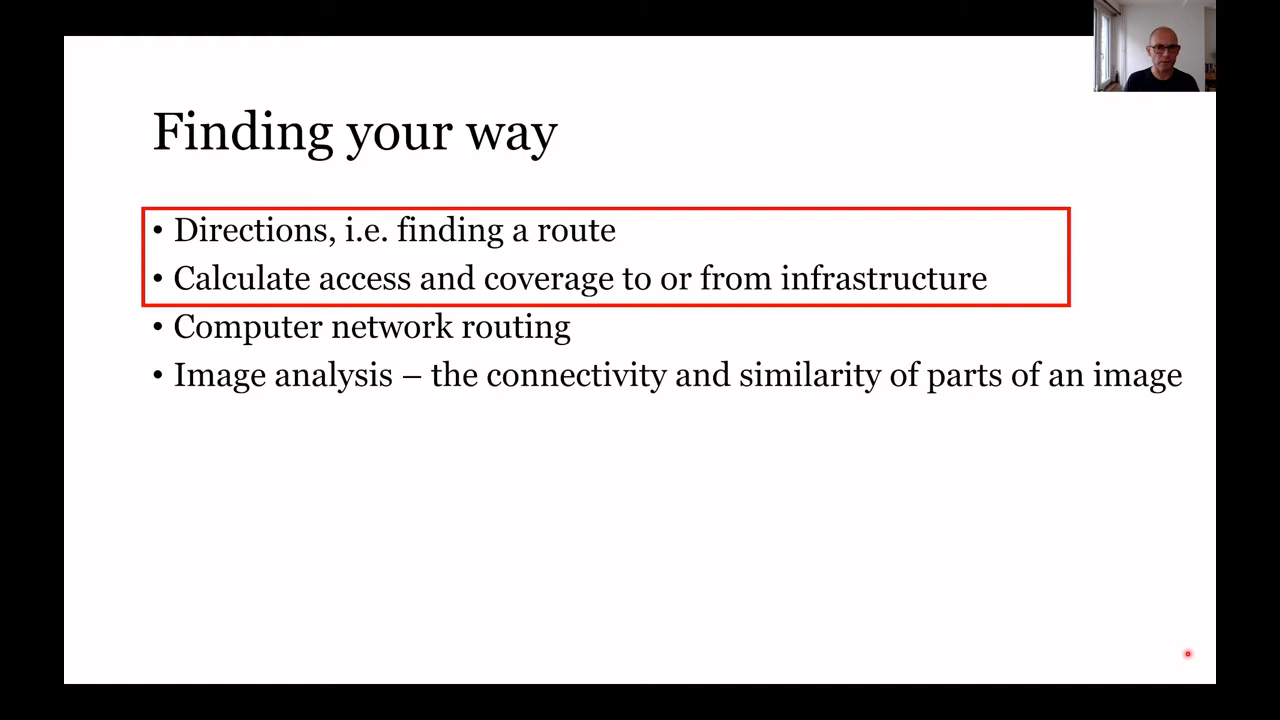 Finding your way
• Directions, i.e. finding a route
• Calculate access and coverage to or from infrastructure
• Computer network routing
• Image analysis – the connectivity and similarity of parts of an image